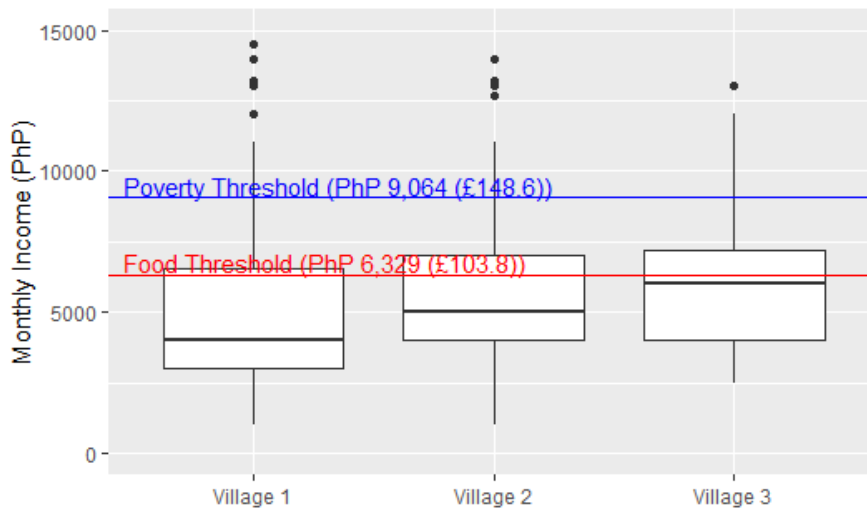 Monthly Income (PhP)
15000
10000
5000
0
Poverty Threshold (PhP 9,064 (£148.6))
Food Threshold (PhP 6,329 (£103.8))
Village 1
Village 2
Village 3